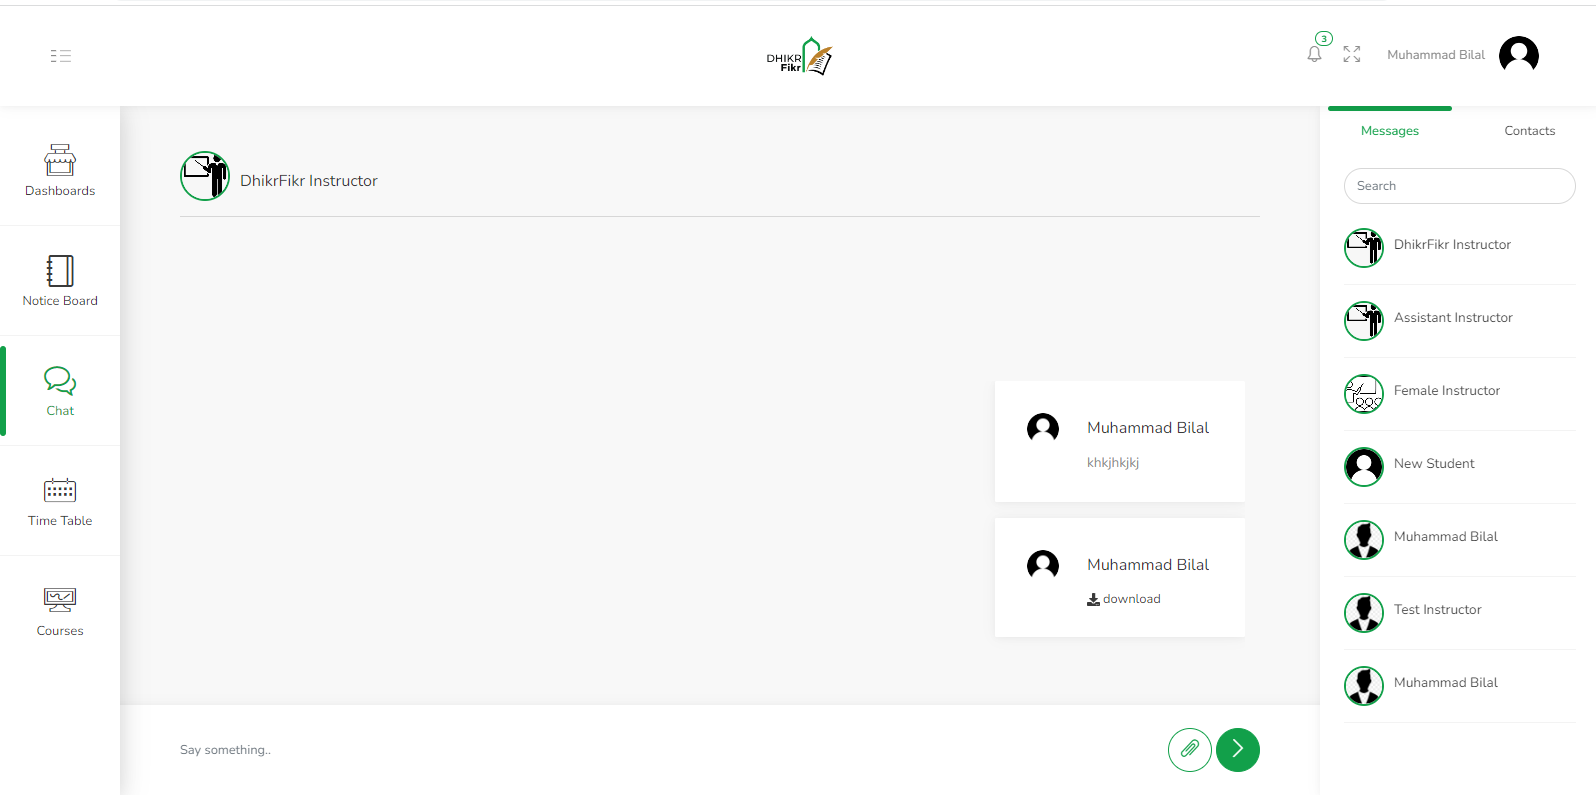 DHIKR
Fikr
3
Muhammad Bilal
Dashboards
Notice Board
Chat
Time Table
Courses
DhikrFikr Instructor
Muhammad Bilal
khkjhkjkj
Muhammad Bilal
download
Say something..
Messages
Contacts
Search
DhikrFikr Instructor
Assistant Instructor
Female Instructor
New Student
Muhammad Bilal
Test Instructor
Muhammad Bilal